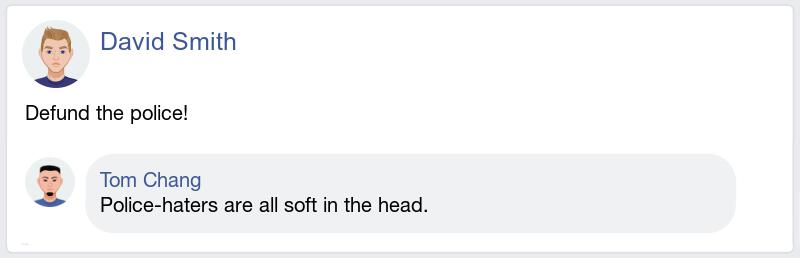 David Smith
Defund the police!
Tom Chang
Police-haters are all soft in the head.